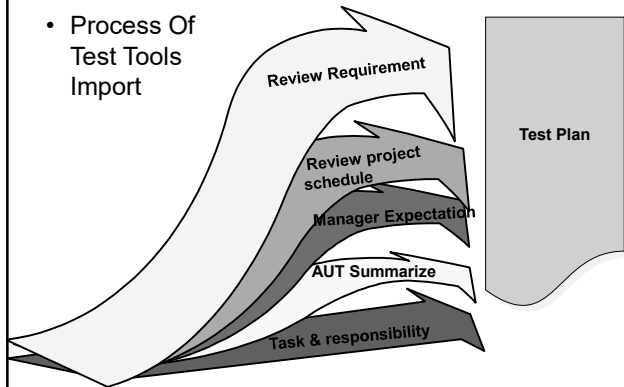 • Process Of
Test Tools
Import
Review Requirement
Review project
schedule
Manager Expectation
AUT Summarize
Task & responsibility
Test Plan